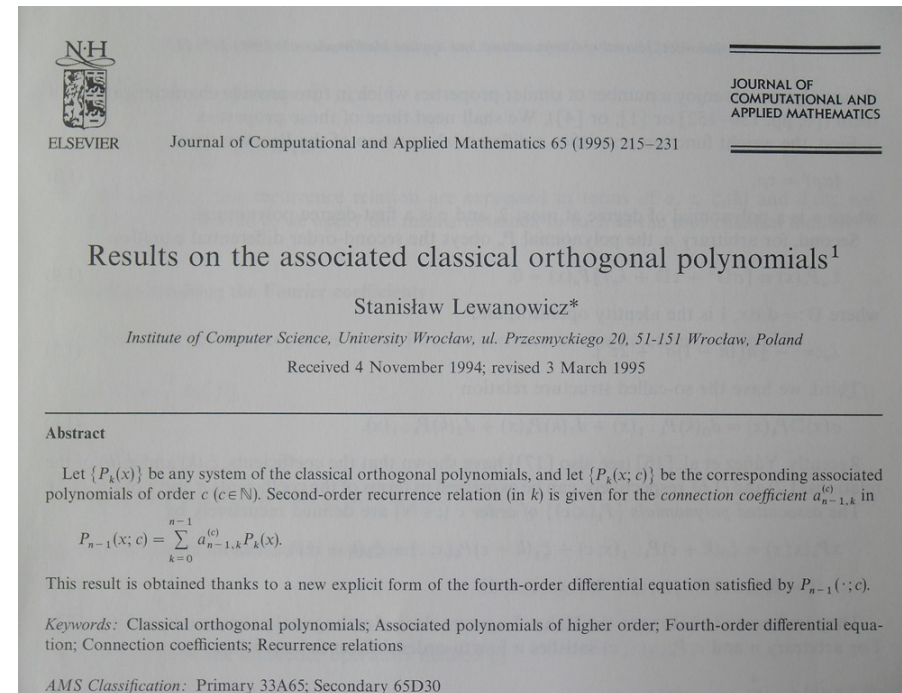 N·H
ELSEVIER
Journal of Computational and Applied Mathematics 65 (1995) 215–231
JOURNAL OF
COMPUTATIONAL AND
APPLIED MATHEMATICS
Results on the associated classical orthogonal polynomials¹
Stanisław Lewanowicz*
Institute of Computer Science, University Wrocław, ul. Przesmyckiego 20, 51-151 Wrocław, Poland
Received 4 November 1994; revised 3 March 1995
Abstract
Let {Pₖ(x)} be any system of the classical orthogonal polynomials, and let {Pₖ(x; c)} be the corresponding associated
polynomials of order c (c∈ℕ). Second-order recurrence relation (in k) is given for the connection coefficient a^{(c)}_{n−1,k} in
P_{n−1}(x; c) = ∑_{k=0}^{n−1} a^{(c)}_{n−1,k} Pₖ(x).
This result is obtained thanks to a new explicit form of the fourth-order differential equation satisfied by P_{n−1}(·; c).
Keywords: Classical orthogonal polynomials; Associated polynomials of higher order; Fourth-order differential equa-
tion; Connection coefficients; Recurrence relations
AMS Classification: Primary 33A65; Secondary 65D30